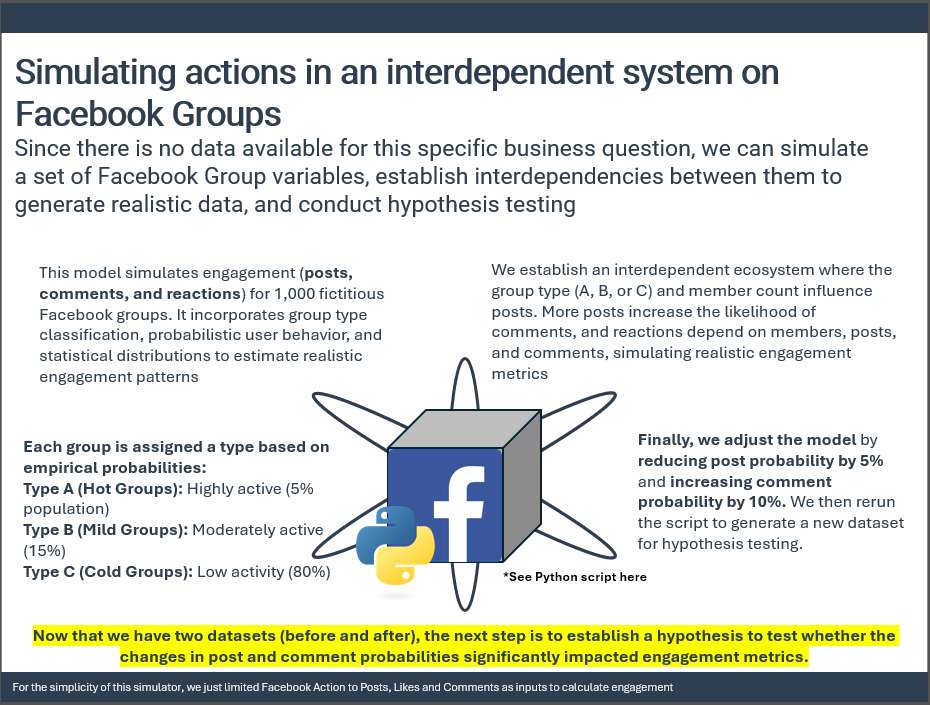 Simulating actions in an interdependent system on
Facebook Groups
Since there is no data available for this specific business question, we can simulate
a set of Facebook Group variables, establish interdependencies between them to
generate realistic data, and conduct hypothesis testing
This model simulates engagement (posts,
comments, and reactions) for 1,000 fictitious
Facebook groups. It incorporates group type
classification, probabilistic user behavior, and
statistical distributions to estimate realistic
engagement patterns
We establish an interdependent ecosystem where the
group type (A, B, or C) and member count influence
posts. More posts increase the likelihood of
comments, and reactions depend on members, posts,
and comments, simulating realistic engagement
metrics
Each group is assigned a type based on
empirical probabilities:
Type A (Hot Groups): Highly active (5%
population)
Type B (Mild Groups): Moderately active
(15%)
Type C (Cold Groups): Low activity (80%)
Finally, we adjust the model by
reducing post probability by 5%
and increasing comment
probability by 10%. We then rerun
the script to generate a new dataset
for hypothesis testing.
*See Python script here
Now that we have two datasets (before and after), the next step is to establish a hypothesis to test whether the
changes in post and comment probabilities significantly impacted engagement metrics.
For the simplicity of this simulator, we just limited Facebook Action to Posts, Likes and Comments as inputs to calculate engagement